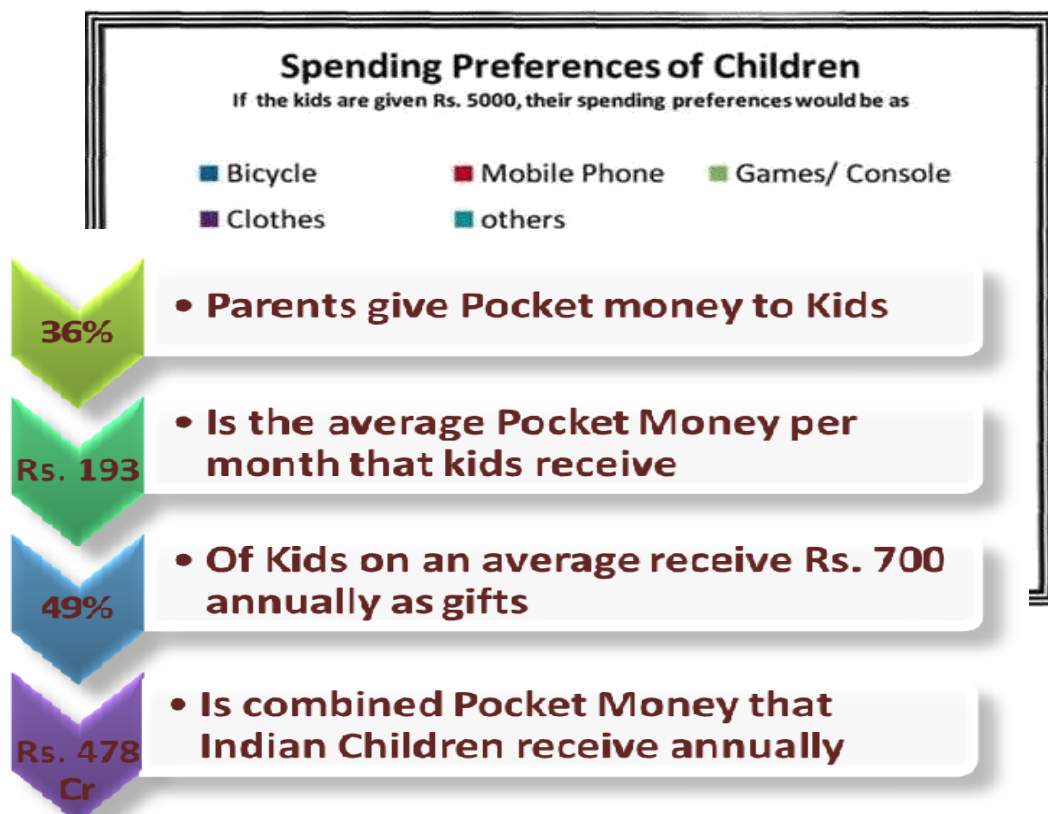 Spending Preferences of Children
If the kids are given Rs. 5000, their spending preferences would be as
Bicycle
Mobile Phone
Games/ Console
Clothes
others
36%
• Parents give Pocket money to Kids
Rs. 193
• Is the average Pocket Money per
month that kids receive
49%
• Of Kids on an average receive Rs. 700
annually as gifts
Rs. 478
Cr
• Is combined Pocket Money that
Indian Children receive annually